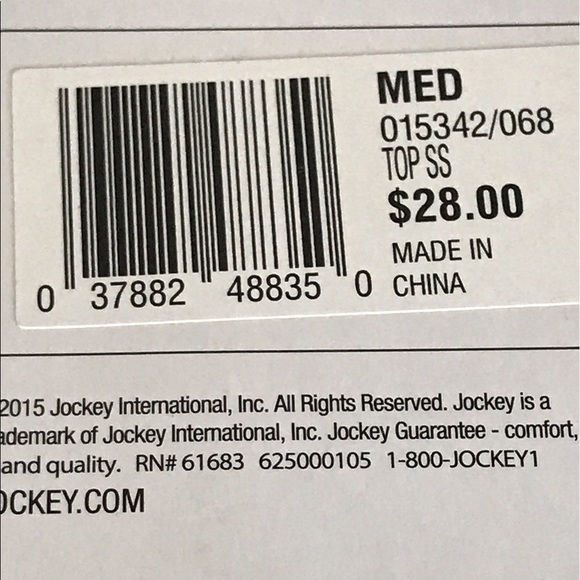 MED
015342/068
TOP SS
$28.00
MADE IN
CHINA
0 37882 48835 0
2015 Jockey International, Inc. All Rights Reserved. Jockey is a
ademark of Jockey International, Inc. Jockey Guarantee - comfort,
and quality. RN# 61683 625000105 1-800-JOCKEY1
OCKEY.COM